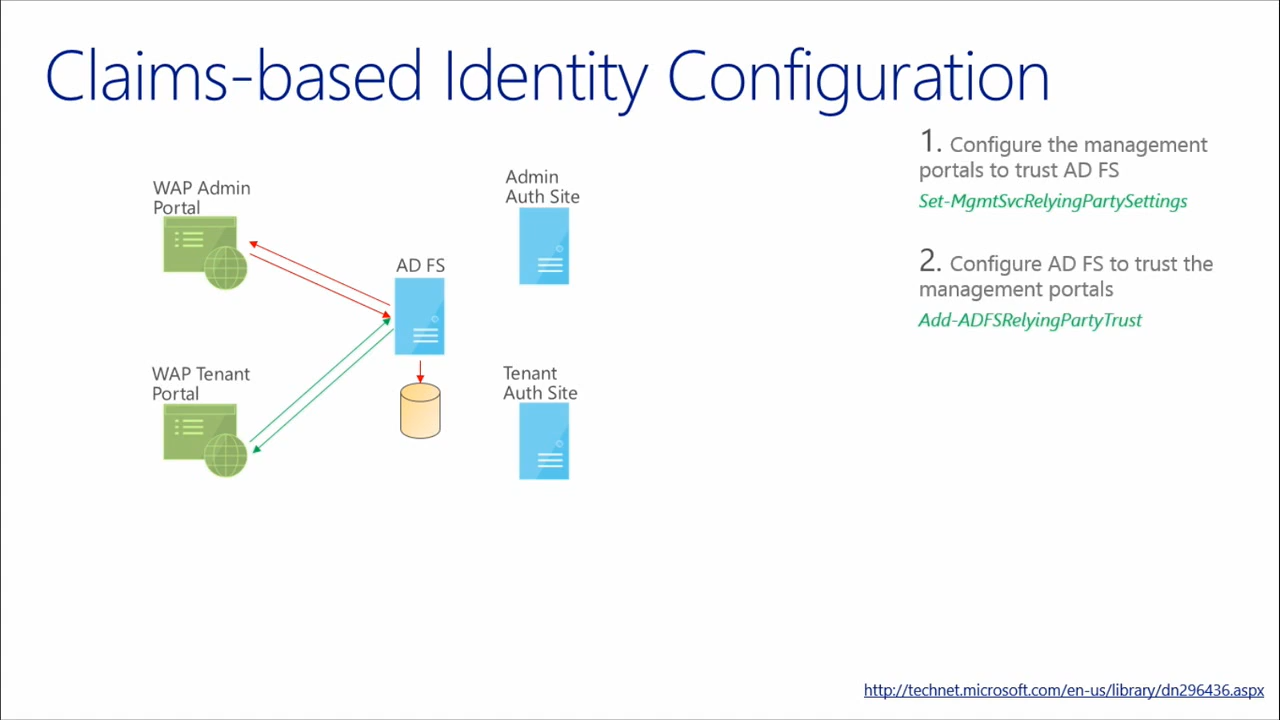 Claims-based Identity Configuration
WAP Admin
Portal
Admin
Auth Site
AD FS
WAP Tenant
Portal
Tenant
Auth Site
1. Configure the management
portals to trust AD FS
Set-MgmtSvcRelyingPartySettings
2. Configure AD FS to trust the
management portals
Add-ADFSRelyingPartyTrust
http://technet.microsoft.com/en-us/library/dn296436.aspx